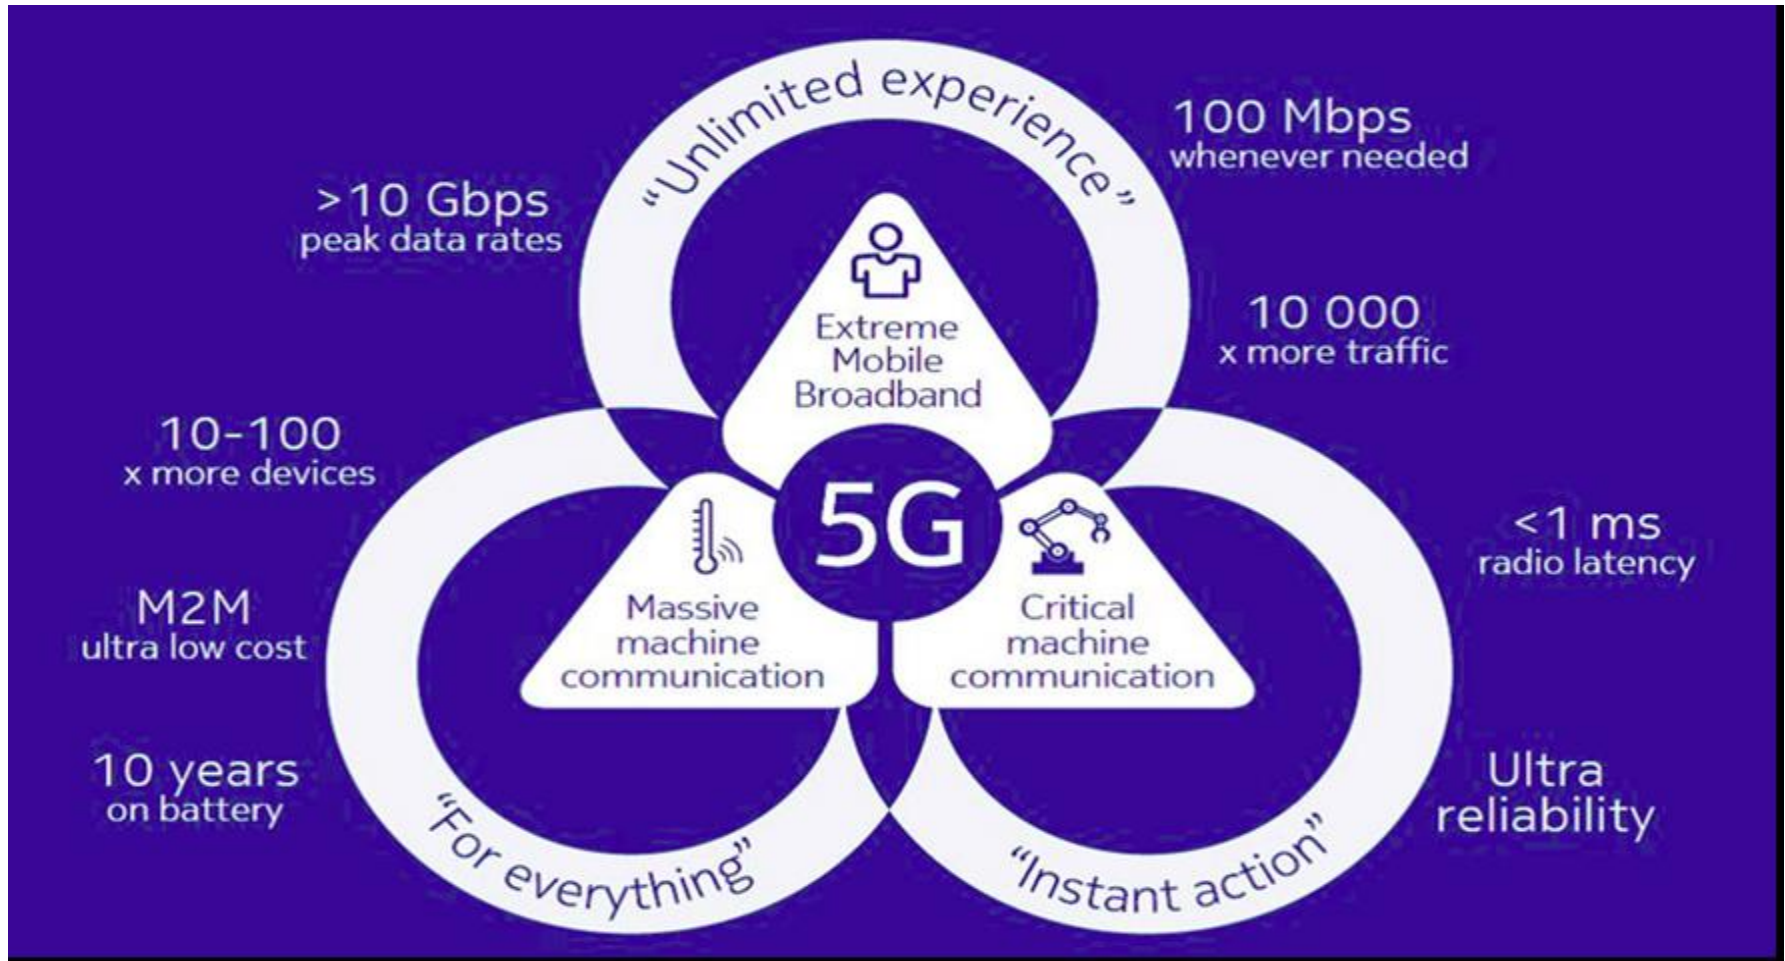 “Unlimited experience”
100 Mbps
whenever needed
>10 Gbps
peak data rates
10 000
x more traffic
Extreme
Mobile
Broadband
10-100
x more devices
5G
<1 ms
radio latency
M2M
ultra low cost
Massive
machine
communication
Critical
machine
communication
10 years
on battery
Ultra
reliability
“For everything”
“Instant action”